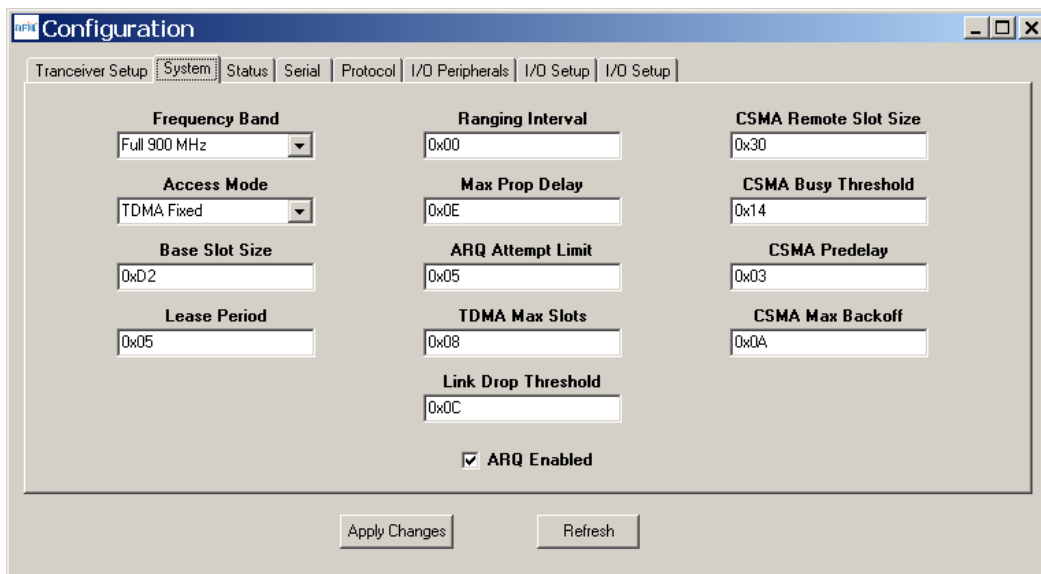 RFIC Configuration
Tranceiver Setup System Status Serial Protocol I/O Peripherals I/O Setup I/O Setup
Frequency Band Ranging Interval CSMA Remote Slot Size
Full 900 MHz 0x00 0x30
Access Mode Max Prop Delay CSMA Busy Threshold
TDMA Fixed 0x0E 0x14
Base Slot Size ARQ Attempt Limit CSMA Predelay
0xD2 0x05 0x03
Lease Period TDMA Max Slots CSMA Max Backoff
0x05 0x08 0x0A
Link Drop Threshold
0x0C
ARQ Enabled
Apply Changes Refresh